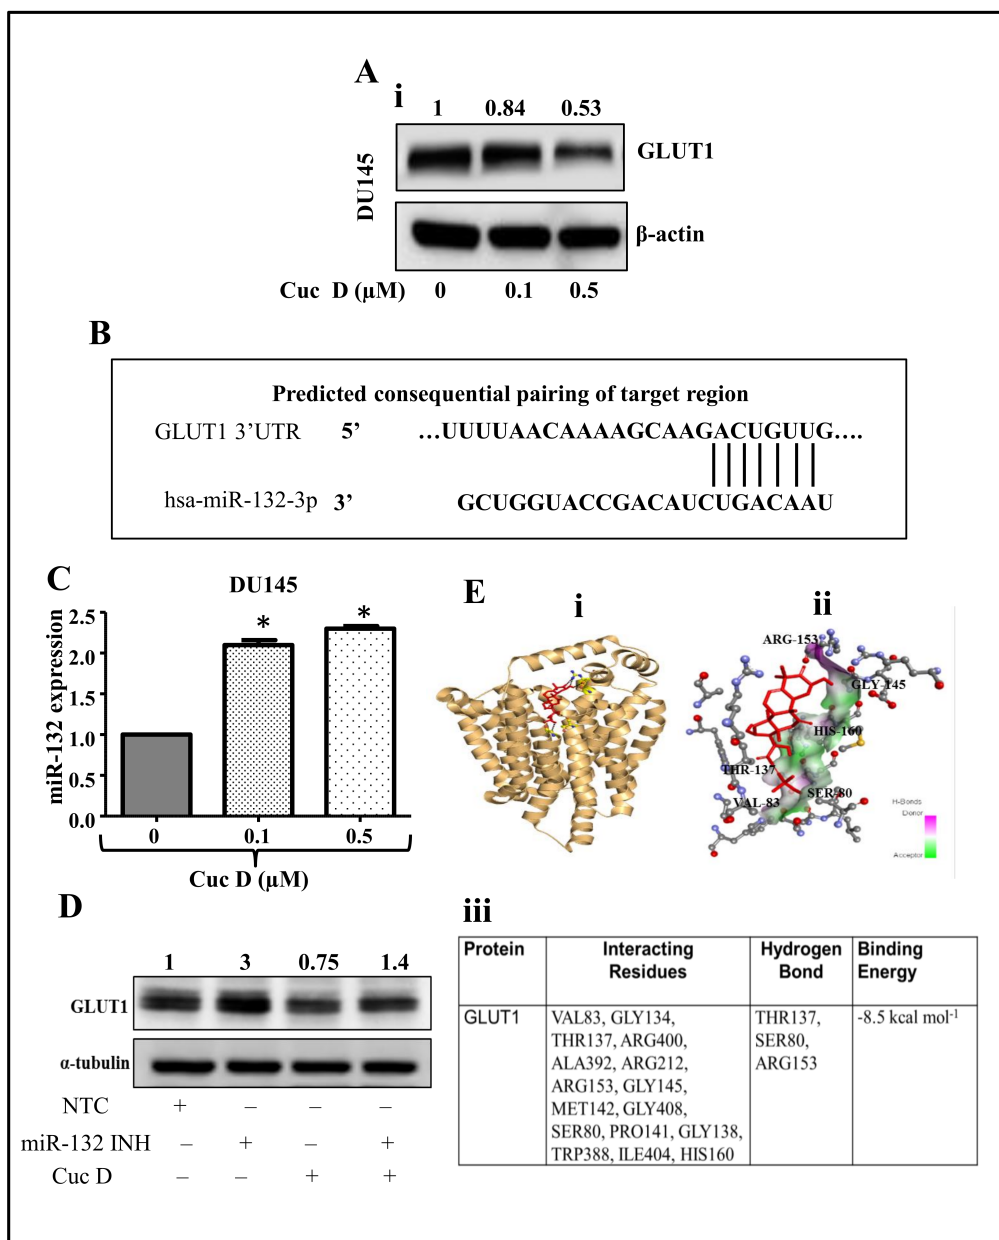 A
i
1 0.84 0.53
GLUT1
DU145
β-actin
Cuc D (µM) 0 0.1 0.5
B
Predicted consequential pairing of target region
GLUT1 3’UTR 5’ …UUUUAACAAAAGCAAGACUGUUG….
hsa-miR-132-3p 3’ GCUGGUACCGACAUCUGACAAU
C
DU145
miR-132 expression
2.5
2.0
1.5
1.0
0.5
0.0
* *
0 0.1 0.5
Cuc D (µM)
D
1 3 0.75 1.4
GLUT1
α-tubulin
NTC + – – –
miR-132 INH – + – +
Cuc D – – + +
E
i
ii
ARG-153
GLY-145
HIS-160
THR-137
SER-80
VAL-83
H-Bonds
Donor
Acceptor
iii
Protein Interacting Residues Hydrogen Bond Binding Energy
GLUT1 VAL83, GLY134, THR137, -8.5 kcal mol-1
THR137, ARG400, SER80,
ALA392, ARG212, ARG153
ARG153, GLY145,
MET142, GLY408,
SER80, PRO141, GLY138,
TRP388, ILE404, HIS160